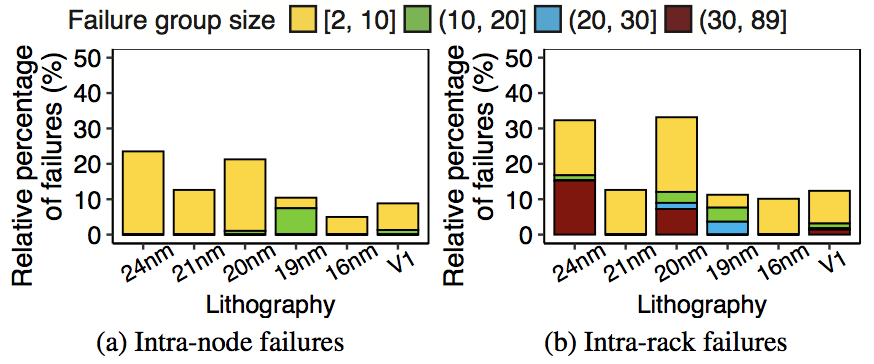 Failure group size [2, 10] (10, 20] (20, 30] (30, 89]
Relative percentage
of failures (%)
50
40
30
20
10
0
24nm 21nm 20nm 19nm 16nm V1
Lithography
(a) Intra-node failures
Relative percentage
of failures (%)
50
40
30
20
10
0
24nm 21nm 20nm 19nm 16nm V1
Lithography
(b) Intra-rack failures